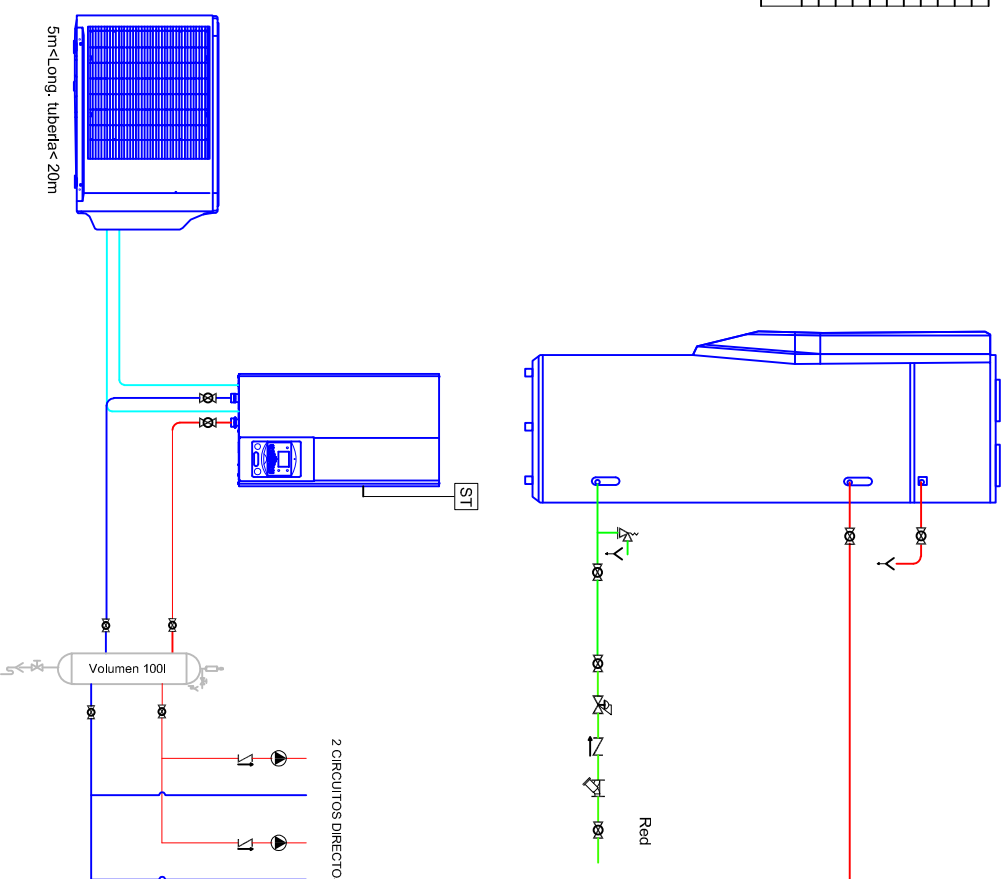 5m<Long. tubería< 20m
ST
Volumen 100l
2 CIRCUITOS DIRECTO
Red